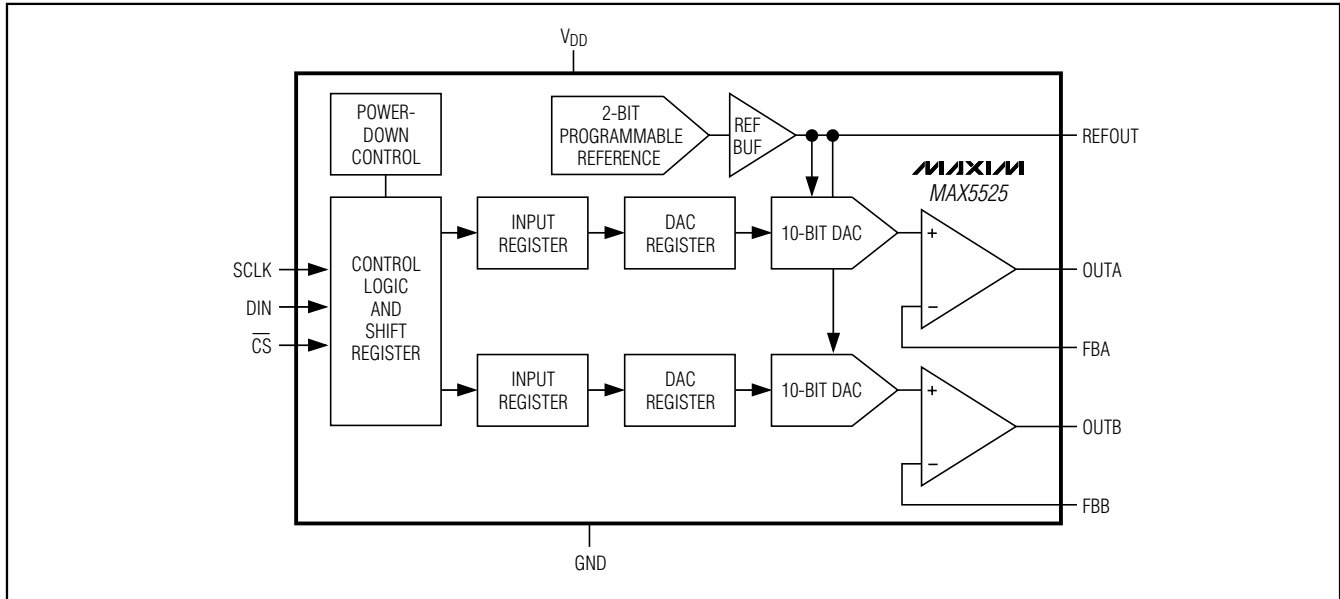 VDD
POWER-
DOWN
CONTROL
2-BIT
PROGRAMMABLE
REFERENCE
REF
BUF
REFOUT
MAXIM
MAX5525
CONTROL
LOGIC
AND
SHIFT
REGISTER
INPUT
REGISTER
DAC
REGISTER
10-BIT DAC
+
−
OUTA
FBA
SCLK
DIN
C̅S̅
INPUT
REGISTER
DAC
REGISTER
10-BIT DAC
+
−
OUTB
FBB
GND